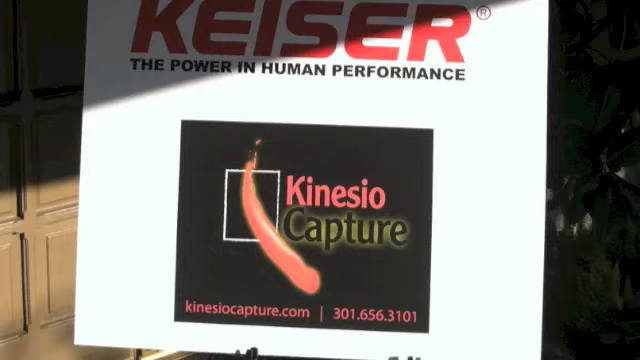 KEISER®
THE POWER IN HUMAN PERFORMANCE
Kinesio
Capture
kinesiocapture.com | 301.656.3101